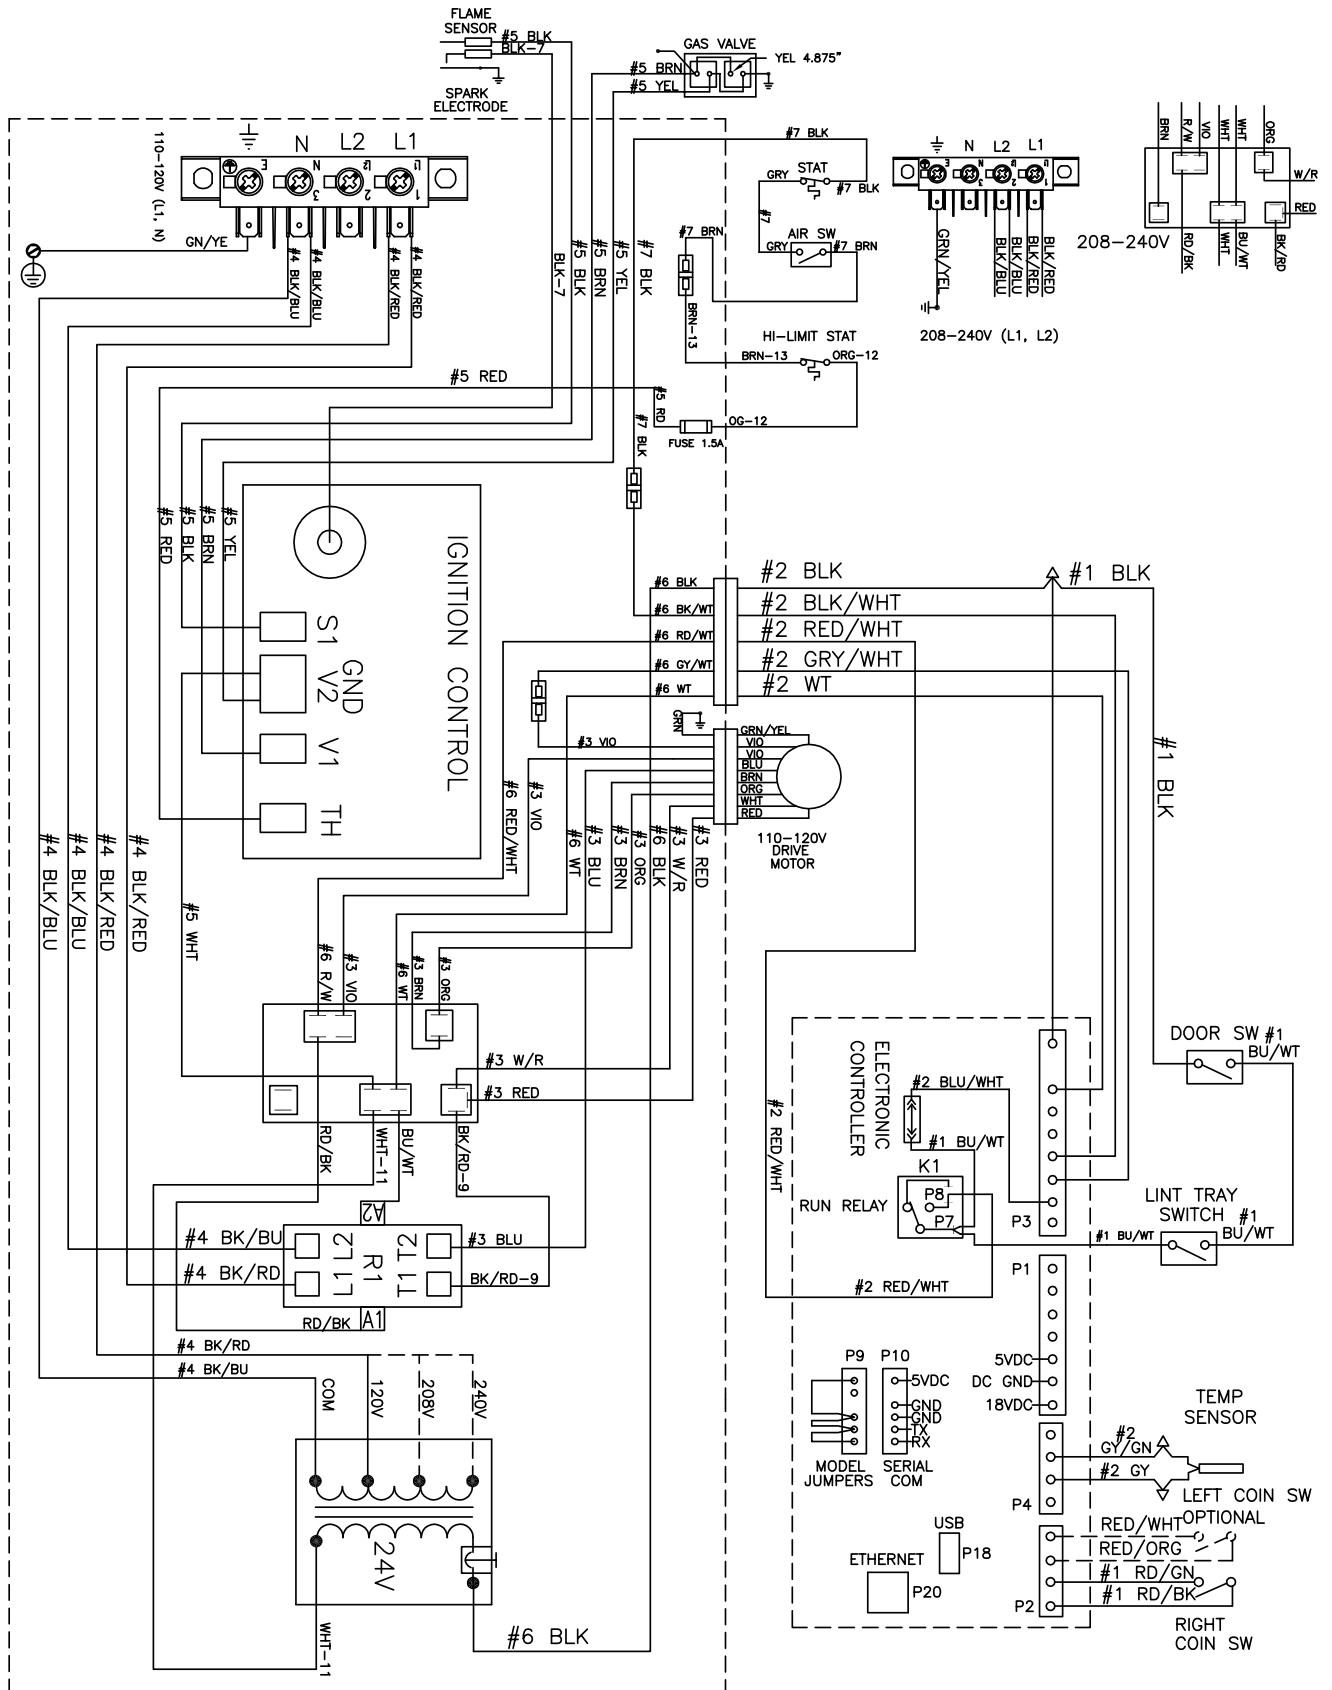 FLAME
SENSOR
#5 BLK
BLK-7
SPARK
ELECTRODE
GAS VALVE
#5 BRN
#5 YEL
YEL 4.875"
110-120V (L1, N)
N
L2
L1
E
N
L2
L1
3
2
1
GN/YE
#4 BLK/BLU
#4 BLK/BLU
#4 BLK/RED
#4 BLK/RED
BLK-7
#5 BLK
#5 BRN
#5 YEL
#7 BLK
#7 BLK
STAT
GRY
#7 BLK
#7
AIR SW
GRY
#7 BRN
#7 BRN
BRN-13
HI-LIMIT STAT
BRN-13
ORG-12
#5 RED
#5 RD
OG-12
FUSE 1.5A
#7 BLK
N
L2
L1
E
N
L2
L1
3
2
1
GRN/YEL
BLK/BLU
BLK/BLU
BLK/RED
BLK/RED
208-240V (L1, L2)
BRN
R/W
VIO
WHT
WHT
ORG
W/R
RED
RD/BK
WHT
BU/WT
BK/RD
208-240V
#5 RED
#5 BLK
#5 BRN
#5 YEL
IGNITION CONTROL
S1
GND
V2
V1
TH
#6 BLK
#6 BK/WT
#6 RD/WT
#6 GY/WT
#6 WT
#2 BLK
#2 BLK/WHT
#2 RED/WHT
#2 GRY/WHT
#2 WT
#1 BLK
#1 BLK
GRN
#3 VIO
GRN/YEL
VIO
VIO
BLU
BRN
ORG
WHT
RED
110-120V
DRIVE
MOTOR
#6 RED/WHT
#3 VIO
#6 WT
#3 BLU
#3 BRN
#3 ORG
#6 BLK
#3 W/R
#3 RED
#4 BLK/BLU
#4 BLK/BLU
#4 BLK/RED
#4 BLK/RED
#5 WHT
#6 R/W
#3 VIO
#6 WT
#3 BRN
#3 ORG
#3 W/R
#3 RED
RD/BK
WHT-11
BU/WT
BK/RD-9
A2
#4 BK/BU
#4 BK/RD
L2
L1
R1
T2
T1
#3 BLU
BK/RD-9
RD/BK
A1
#4 BK/RD
#4 BK/BU
COM
120V
208V
240V
24V
WHT-11
#6 BLK
#2 RED/WHT
ELECTRONIC
CONTROLLER
#2 BLU/WHT
#1 BU/WT
K1
P8
P7
RUN RELAY
#2 RED/WHT
P3
DOOR SW #1
BU/WT
LINT TRAY
SWITCH
#1
BU/WT
#1 BU/WT
P1
5VDC
DC GND
18VDC
P9
P10
5VDC
GND
GND
TX
RX
MODEL
JUMPERS
SERIAL
COM
TEMP
SENSOR
#2
GY/GN
#2 GY
P4
LEFT COIN SW
OPTIONAL
RED/WHT
RED/ORG
#1 RD/GN
#1 RD/BK
P2
RIGHT
COIN SW
USB
P18
ETHERNET
P20